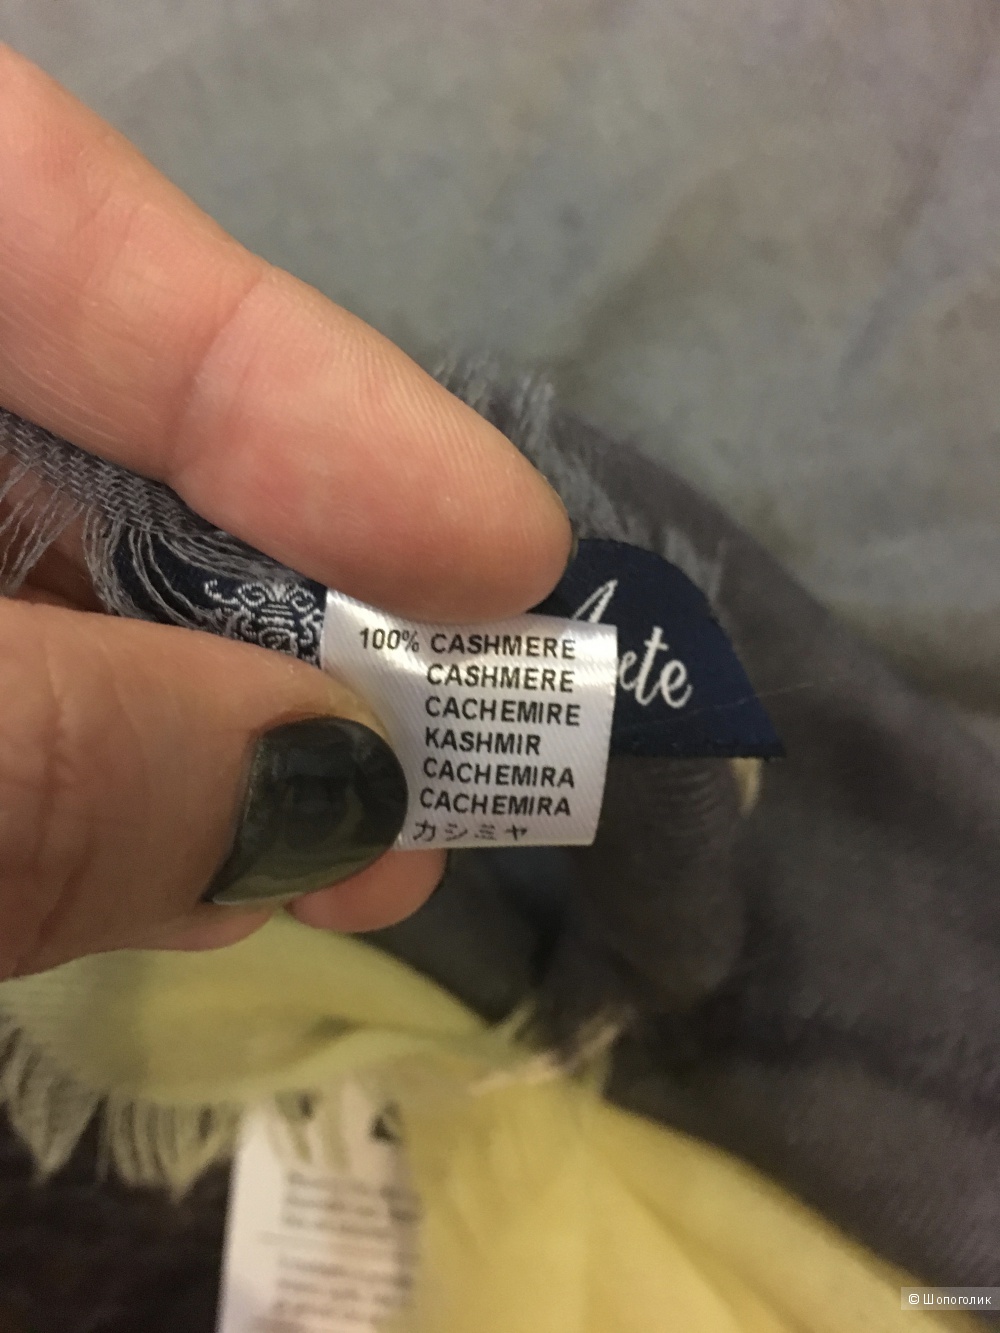 100% CASHMERE
CASHMERE
CACHEMIRE
KASHMIR
CACHEMIRA
CACHEMIRA
カシミヤ
© Шопоголик